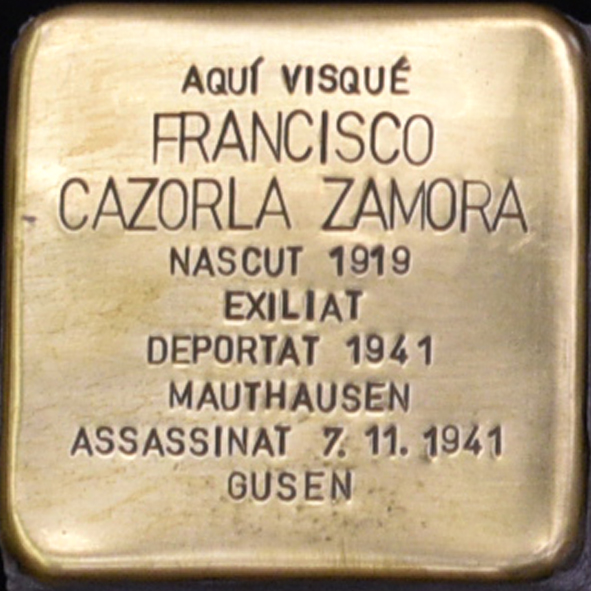 AQUÍ VISQUÉ
FRANCISCO
CAZORLA ZAMORA
NASCUT 1919
EXILIAT
DEPORTAT 1941
MAUTHAUSEN
ASSASSINAT 7. 11. 1941
GUSEN